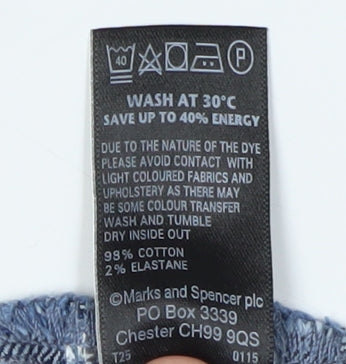 40 P
WASH AT 30°C
SAVE UP TO 40% ENERGY
DUE TO THE NATURE OF THE DYE
PLEASE AVOID CONTACT WITH
LIGHT COLOURED FABRICS AND
UPHOLSTERY AS THERE MAY
BE SOME COLOUR TRANSFER
WASH AND TUMBLE
DRY INSIDE OUT
98% COTTON
2% ELASTANE
©Marks and Spencer plc
PO Box 3339
Chester CH99 9QS
T25 0115